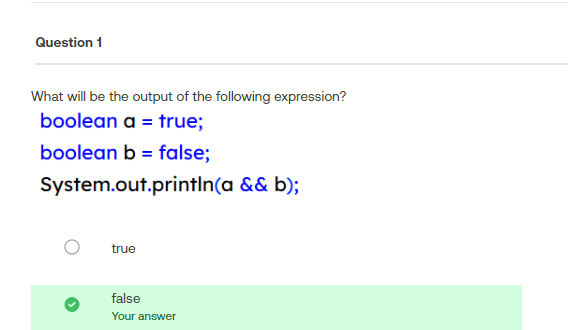 Question 1
What will be the output of the following expression?
boolean a = true;
boolean b = false;
System.out.println(a && b);
true
false
Your answer